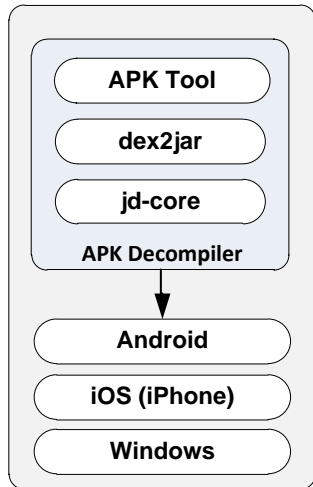 APK Tool
dex2jar
jd-core
APK Decompiler
Android
iOS (iPhone)
Windows